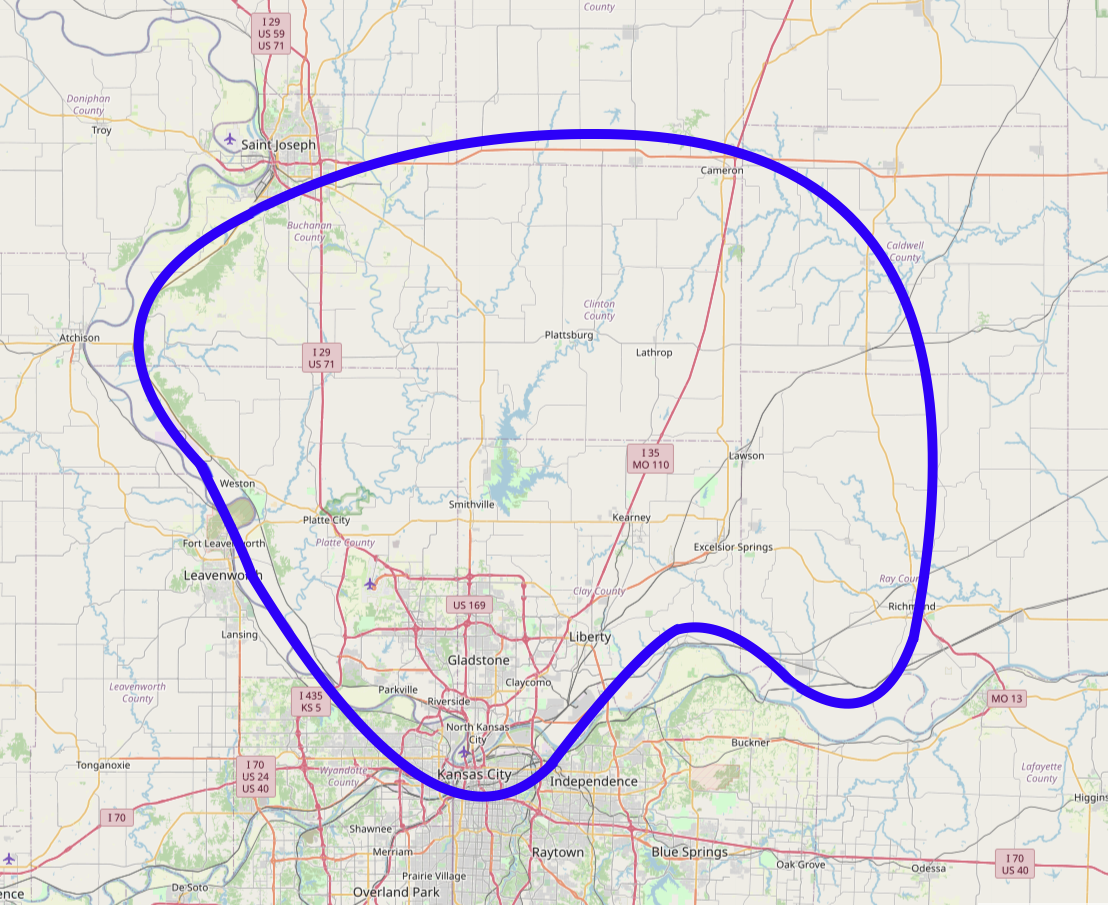 County
I 29
US 59
US 71
Doniphan
County
Troy
Saint Joseph
Cameron
Buchanan
County
Caldwell
County
Clinton
County
Atchison
Plattsburg
Lathrop
I 29
US 71
I 35
MO 110
Lawson
Weston
Smithville
Platte City
Kearney
Platte County
Fort Leavenworth
Excelsior Springs
Leavenworth
Ray County
Clay County
US 169
Richmond
Lansing
Liberty
Gladstone
Leavenworth
County
Claycomo
Parkville
I 435
KS 5
Riverside
MO 13
North Kansas
City
Buckner
Tonganoxie
I 70
US 24
US 40
Wyandotte
County
Kansas City
Independence
Lafayette
County
Higgins
I 70
Shawnee
Merriam
Raytown
Blue Springs
Oak Grove
I 70
US 40
Odessa
Prairie Village
De Soto
Overland Park
ence